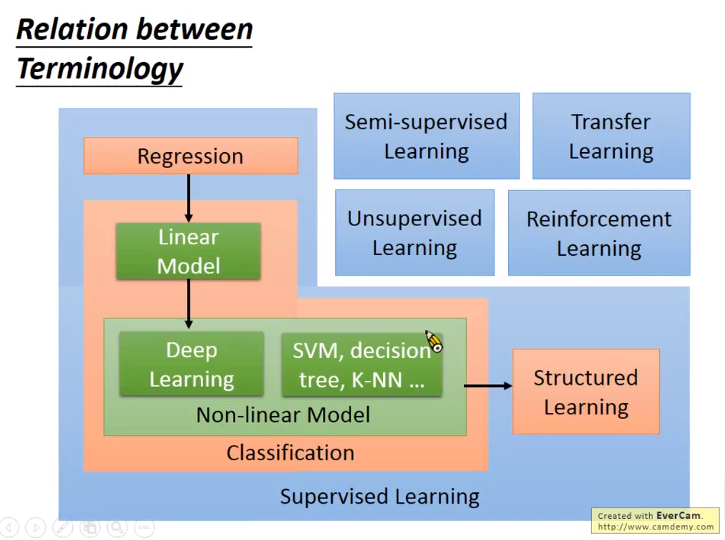 Relation between
Terminology
Regression
Semi-supervised
Learning
Transfer
Learning
Unsupervised
Learning
Reinforcement
Learning
Linear
Model
Deep
Learning
SVM, decision
tree, K-NN ...
Non-linear Model
Classification
Structured
Learning
Supervised Learning
Created with EverCam.
http://www.camdemy.com